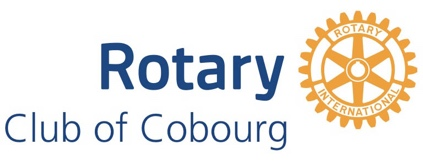 Rotary
Club of Cobourg
ROTARY
INTERNATIONAL